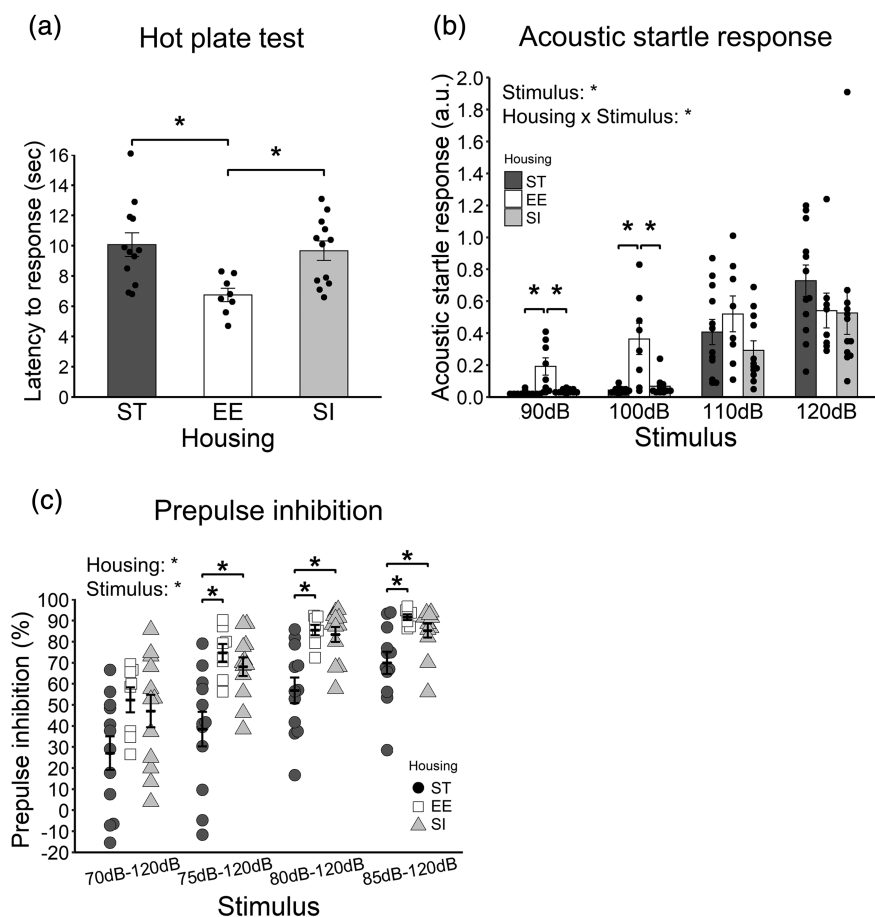 (a)
Hot plate test
*
*
Latency to response (sec)
16
14
12
10
8
6
4
2
0
ST EE SI
Housing
(b)
Acoustic startle response
Acoustic startle response (a.u.)
2.0
1.8
1.6
1.4
1.2
1.0
0.8
0.6
0.4
0.2
0
Stimulus: *
Housing x Stimulus: *
Housing
ST
EE
SI
* *
* *
90dB 100dB 110dB 120dB
Stimulus
(c)
Prepulse inhibition
Housing: *
Stimulus: *
* *
* *
* *
Prepulse inhibition (%)
100
90
80
70
60
50
40
30
20
10
0
-10
-20
Housing
ST
EE
SI
70dB-120dB 75dB-120dB 80dB-120dB 85dB-120dB
Stimulus